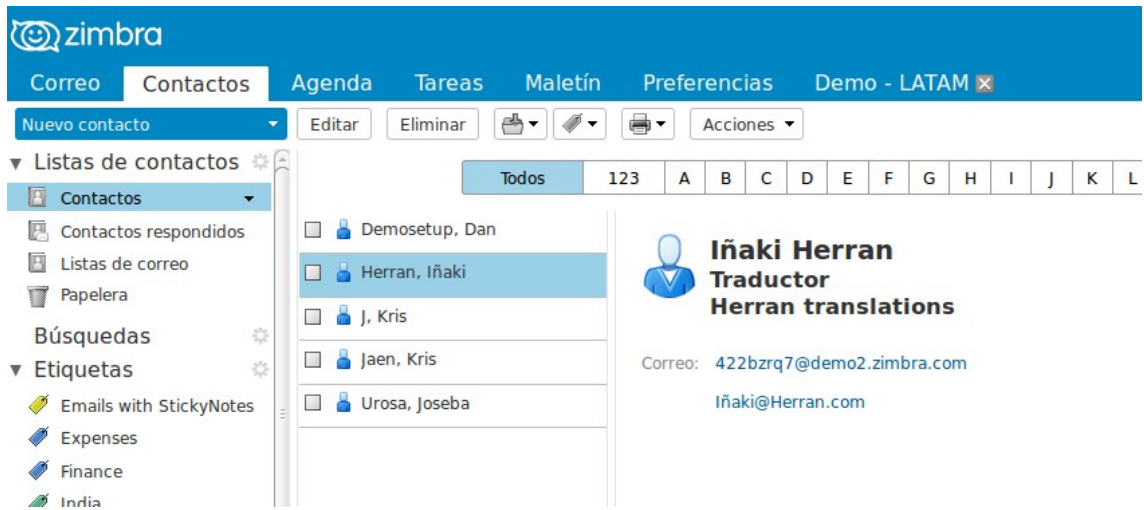 zimbra
Correo Contactos Agenda Tareas Maletín Preferencias Demo - LATAM
Nuevo contacto Editar Eliminar Acciones
Listas de contactos
Contactos
Contactos respondidos
Listas de correo
Papelera
Búsquedas
Etiquetas
Emails with StickyNotes
Expenses
Finance
India
Todos 123 A B C D E F G H I J K L
Demosetup, Dan
Herran, Iñaki
J, Kris
Jaen, Kris
Urosa, Joseba
Iñaki Herran
Traductor
Herran translations
Correo: 422bzrq7@demo2.zimbra.com
Iñaki@Herran.com